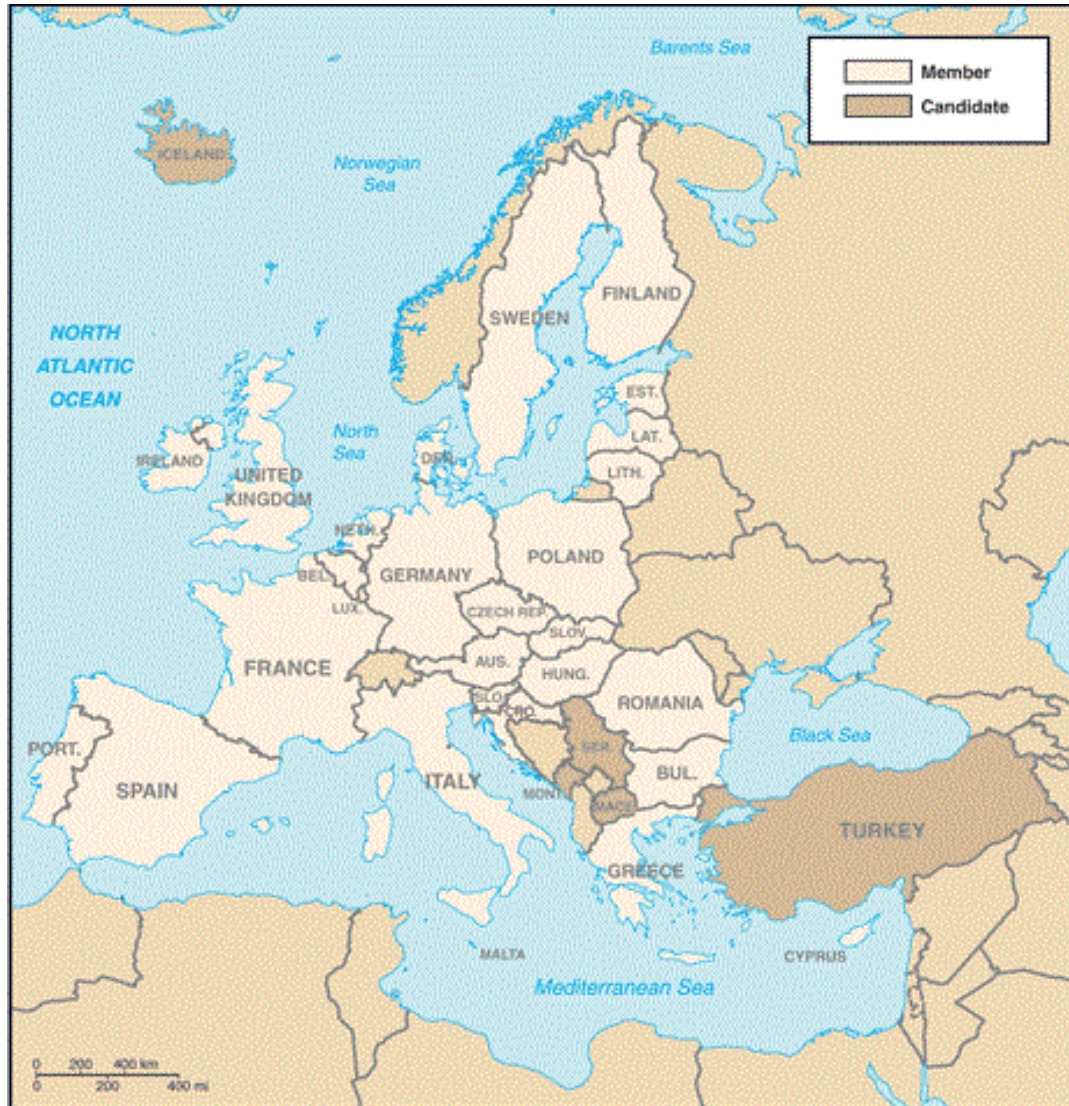 Barents Sea
Member
Candidate
ICELAND
Norwegian
Sea
FINLAND
SWEDEN
NORTH
ATLANTIC
OCEAN
EST.
North
Sea
LAT.
DEN.
IRELAND
LITH.
UNITED
KINGDOM
NETH.
POLAND
BEL.
GERMANY
LUX.
CZECH REP.
SLOV.
AUS.
FRANCE
HUNG.
SLO.
CRO.
ROMANIA
Black Sea
PORT.
SER.
SPAIN
ITALY
BUL.
MONT.
MACE.
TURKEY
GREECE
MALTA
CYPRUS
Mediterranean Sea
0 200 400 km
0 200 400 mi